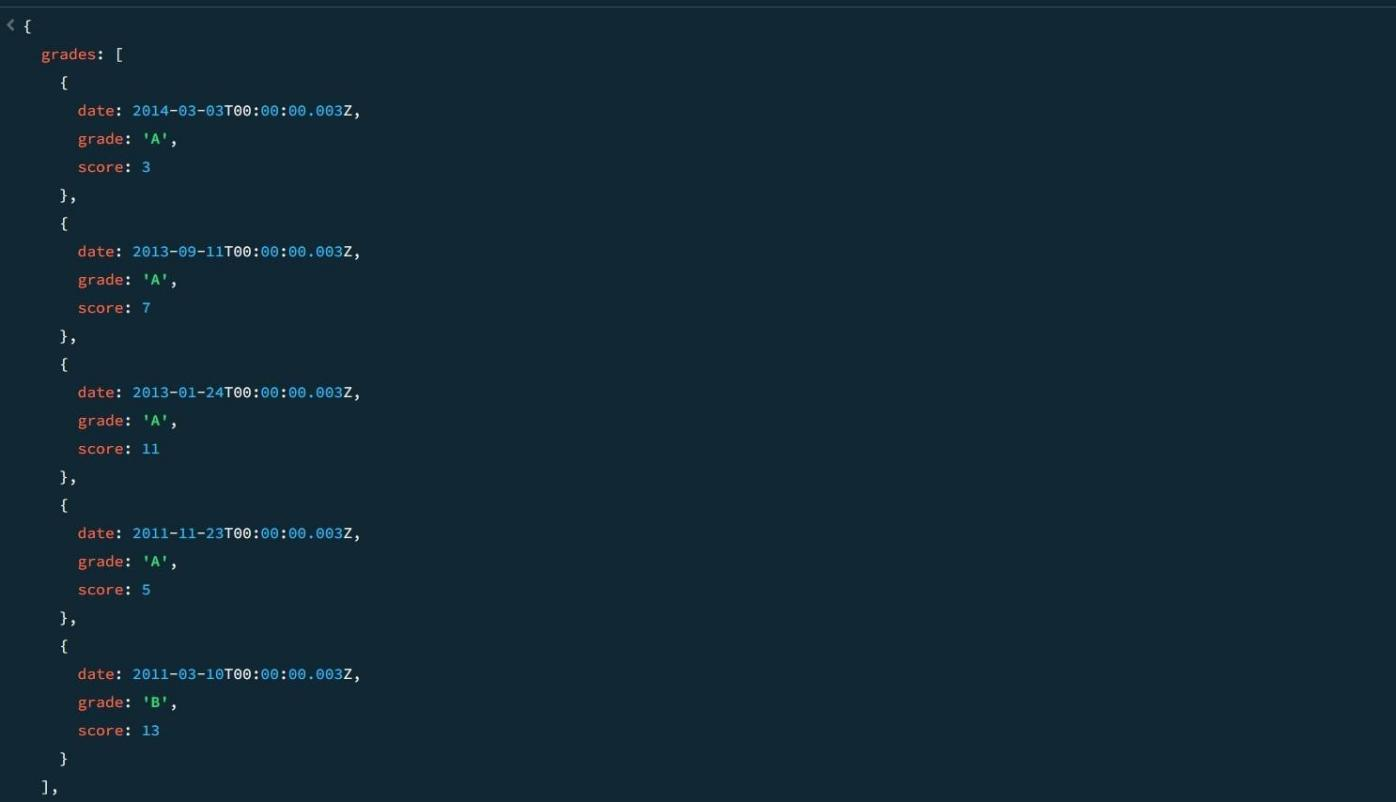 {
grades: [
{
date: 2014-03-03T00:00:00.003Z,
grade: 'A',
score: 3
},
{
date: 2013-09-11T00:00:00.003Z,
grade: 'A',
score: 7
},
{
date: 2013-01-24T00:00:00.003Z,
grade: 'A',
score: 11
},
{
date: 2011-11-23T00:00:00.003Z,
grade: 'A',
score: 5
},
{
date: 2011-03-10T00:00:00.003Z,
grade: 'B',
score: 13
}
],